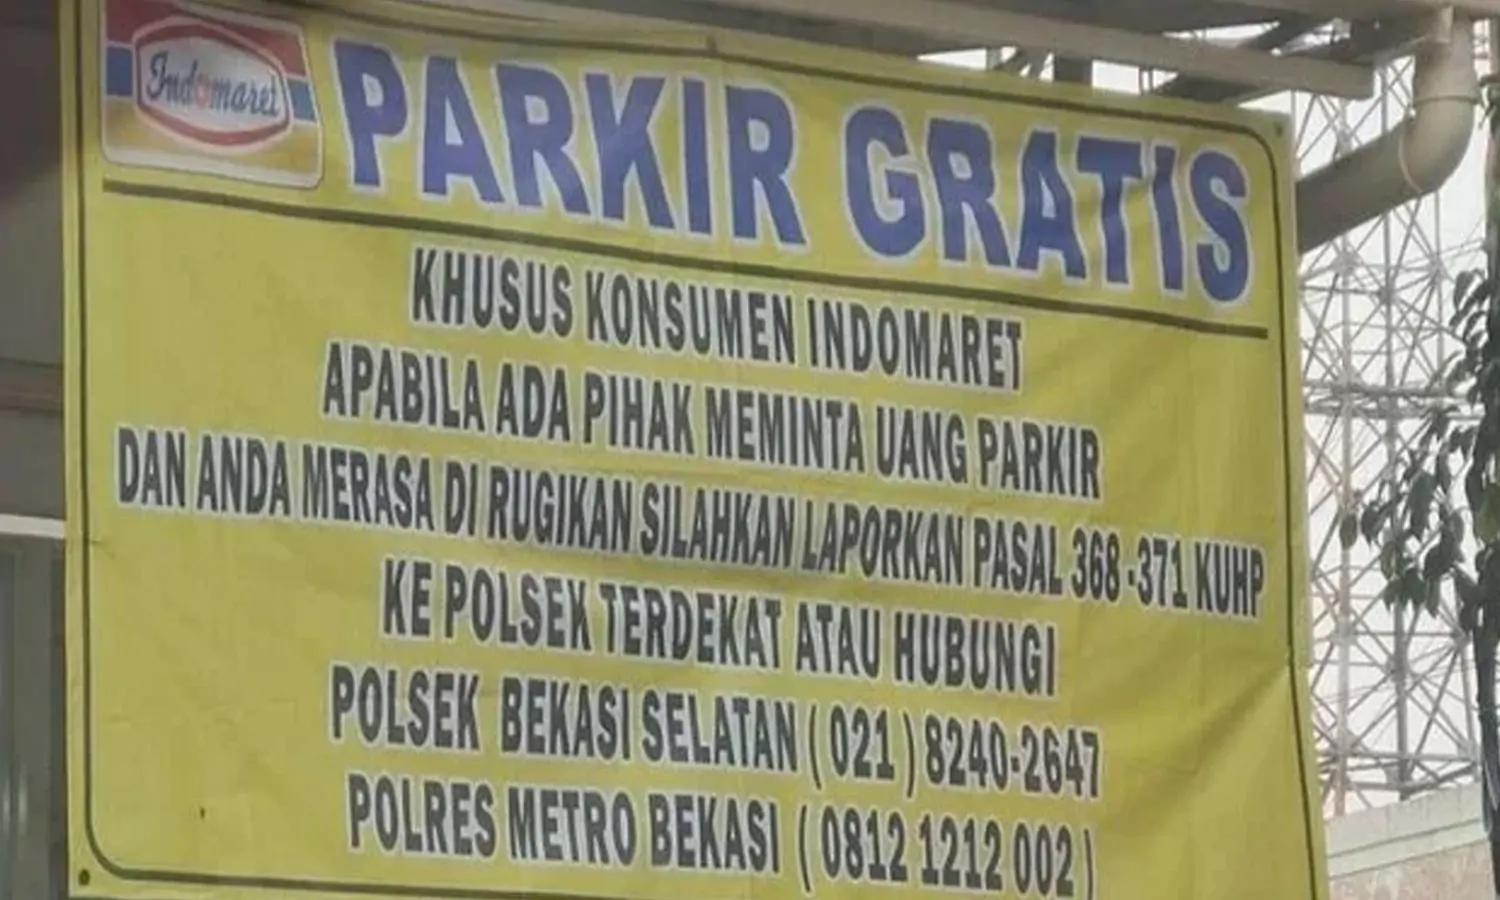 Indomaret
PARKIR GRATIS
KHUSUS KONSUMEN INDOMARET
APABILA ADA PIHAK MEMINTA UANG PARKIR
DAN ANDA MERASA DI RUGIKAN SILAHKAN LAPORKAN PASAL 368-371 KUHP
KE POLSEK TERDEKAT ATAU HUBUNGI
POLSEK BEKASI SELATAN ( 021 ) 8240-2647
POLRES METRO BEKASI ( 0812 1212 002 )